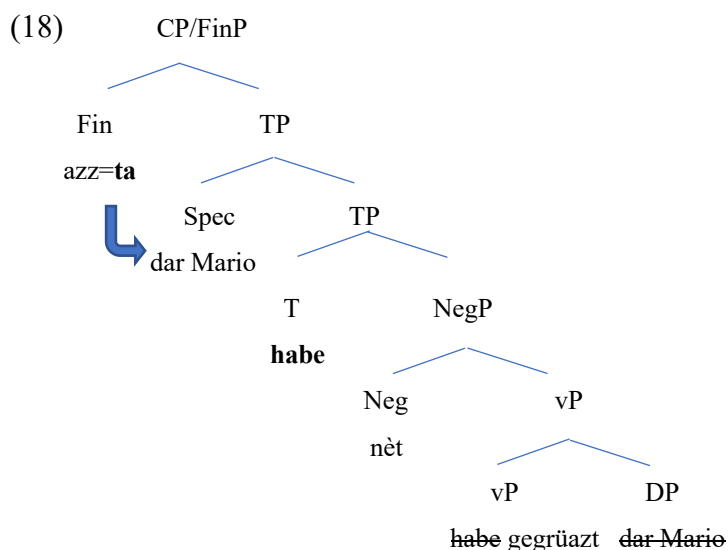 (18) CP/FinP
Fin TP
azz=ta
Spec TP
dar Mario
T NegP
habe
Neg vP
nèt
vP DP
habe gegrüazt dar Mario